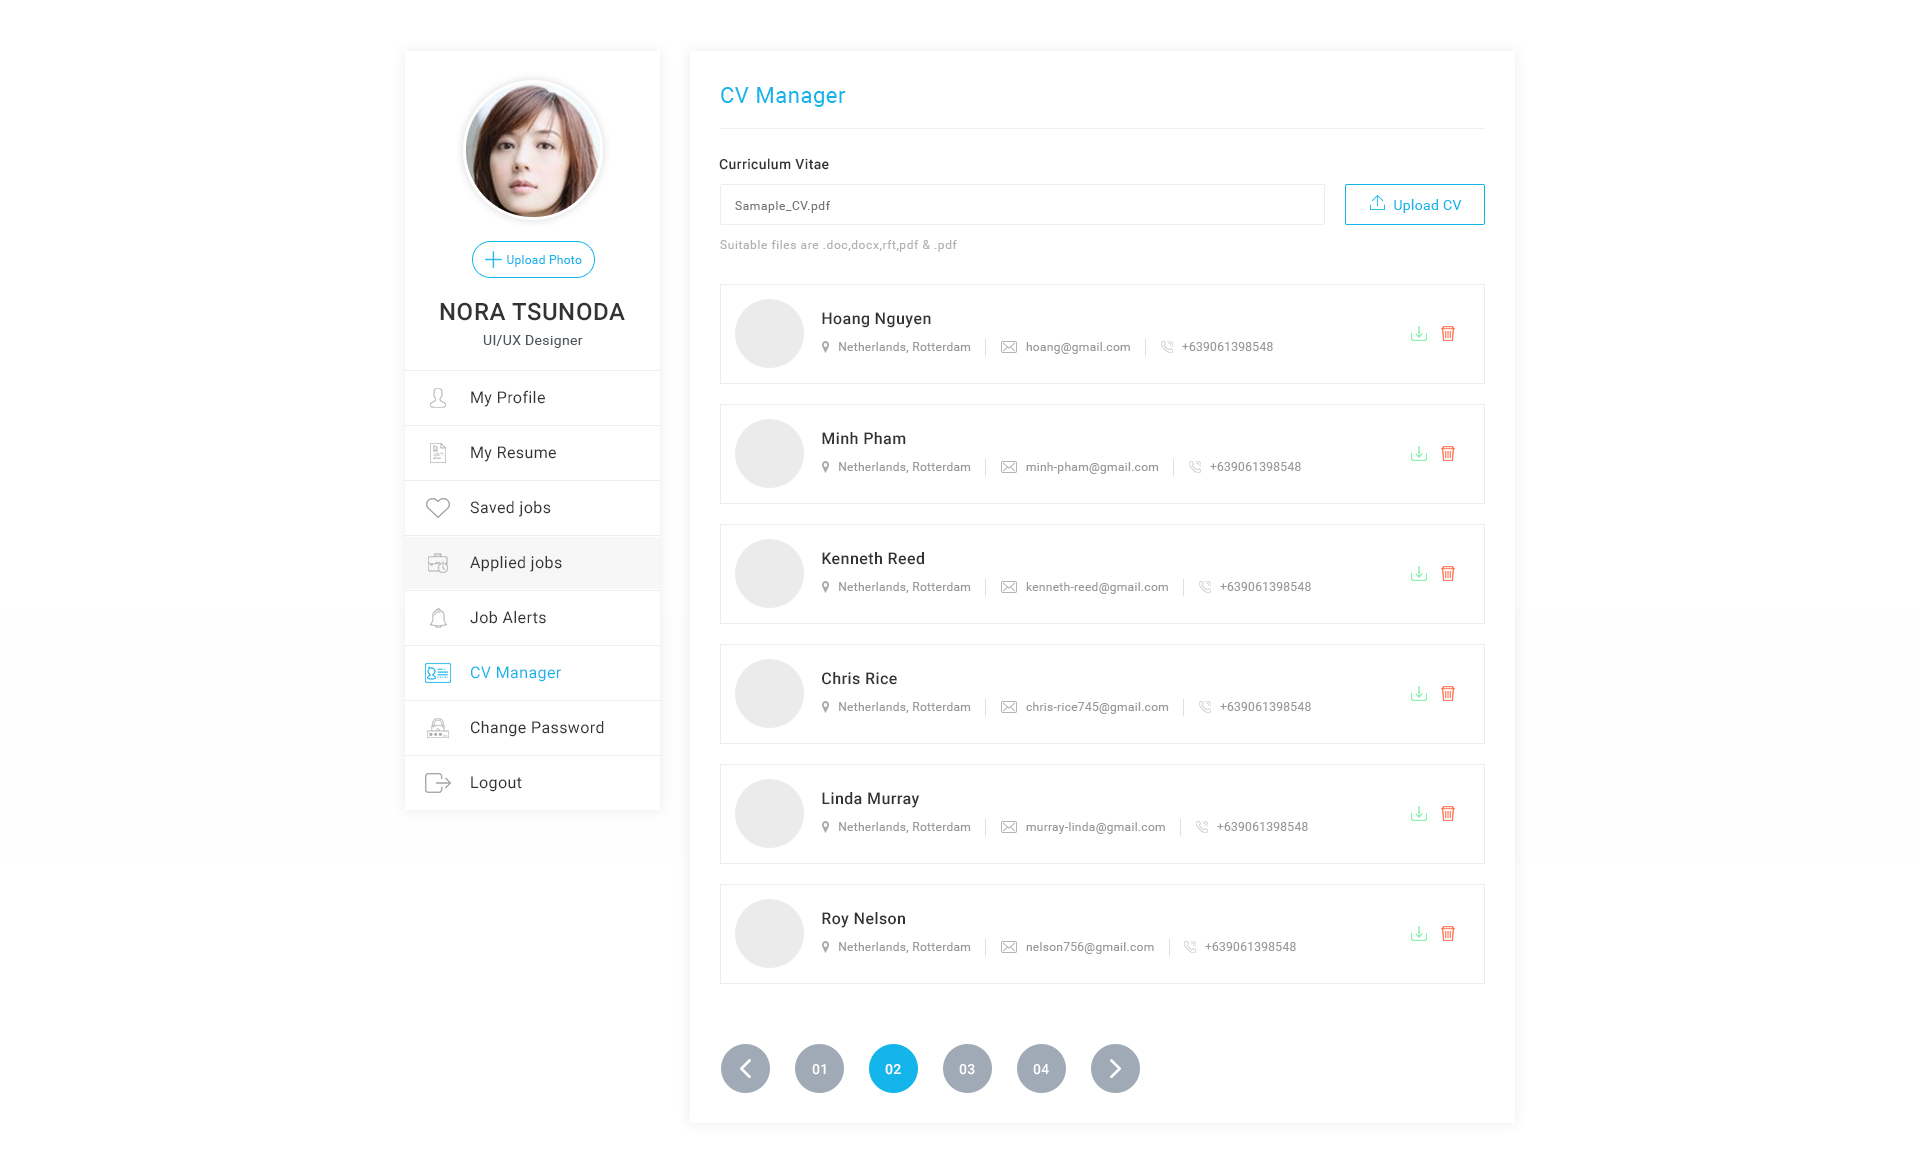 NORA TSUNODA
UI/UX Designer
Upload Photo
My Profile
My Resume
Saved jobs
Applied jobs
Job Alerts
CV Manager
Change Password
Logout
CV Manager
Curriculum Vitae
Samaple_CV.pdf
Upload CV
Suitable files are .doc,docx,rft,pdf & .pdf
Hoang Nguyen
Netherlands, Rotterdam hoang@gmail.com +639061398548
Minh Pham
Netherlands, Rotterdam minh-pham@gmail.com +639061398548
Kenneth Reed
Netherlands, Rotterdam kenneth-reed@gmail.com +639061398548
Chris Rice
Netherlands, Rotterdam chris-rice745@gmail.com +639061398548
Linda Murray
Netherlands, Rotterdam murray-linda@gmail.com +639061398548
Roy Nelson
Netherlands, Rotterdam nelson756@gmail.com +639061398548
01 02 03 04